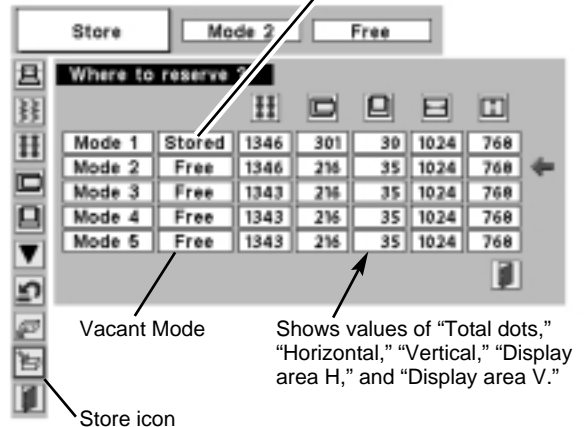 Store Mode 2 Free
Where to reserve ?
Mode 1 Stored 1346 301 30 1024 768
Mode 2 Free 1346 216 35 1024 768
Mode 3 Free 1343 216 35 1024 768
Mode 4 Free 1343 216 35 1024 768
Mode 5 Free 1343 216 35 1024 768
Vacant Mode
Shows values of “Total dots,”
“Horizontal,” “Vertical,” “Display
area H,” and “Display area V.”
Store icon